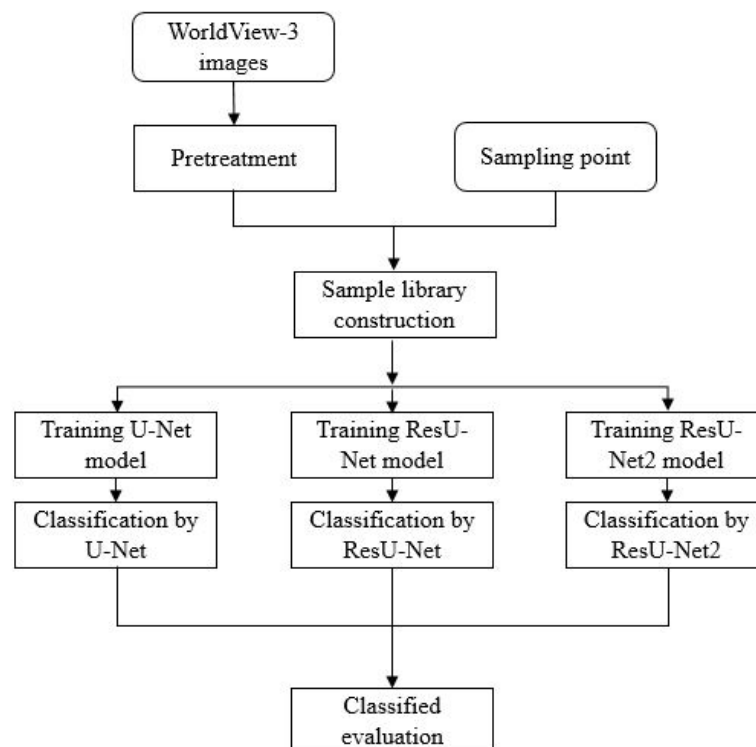 WorldView-3
images
Pretreatment
Sampling point
Sample library
construction
Training U-Net
model
Training ResU-
Net model
Training ResU-
Net2 model
Classification by
U-Net
Classification by
ResU-Net
Classification by
ResU-Net2
Classified
evaluation